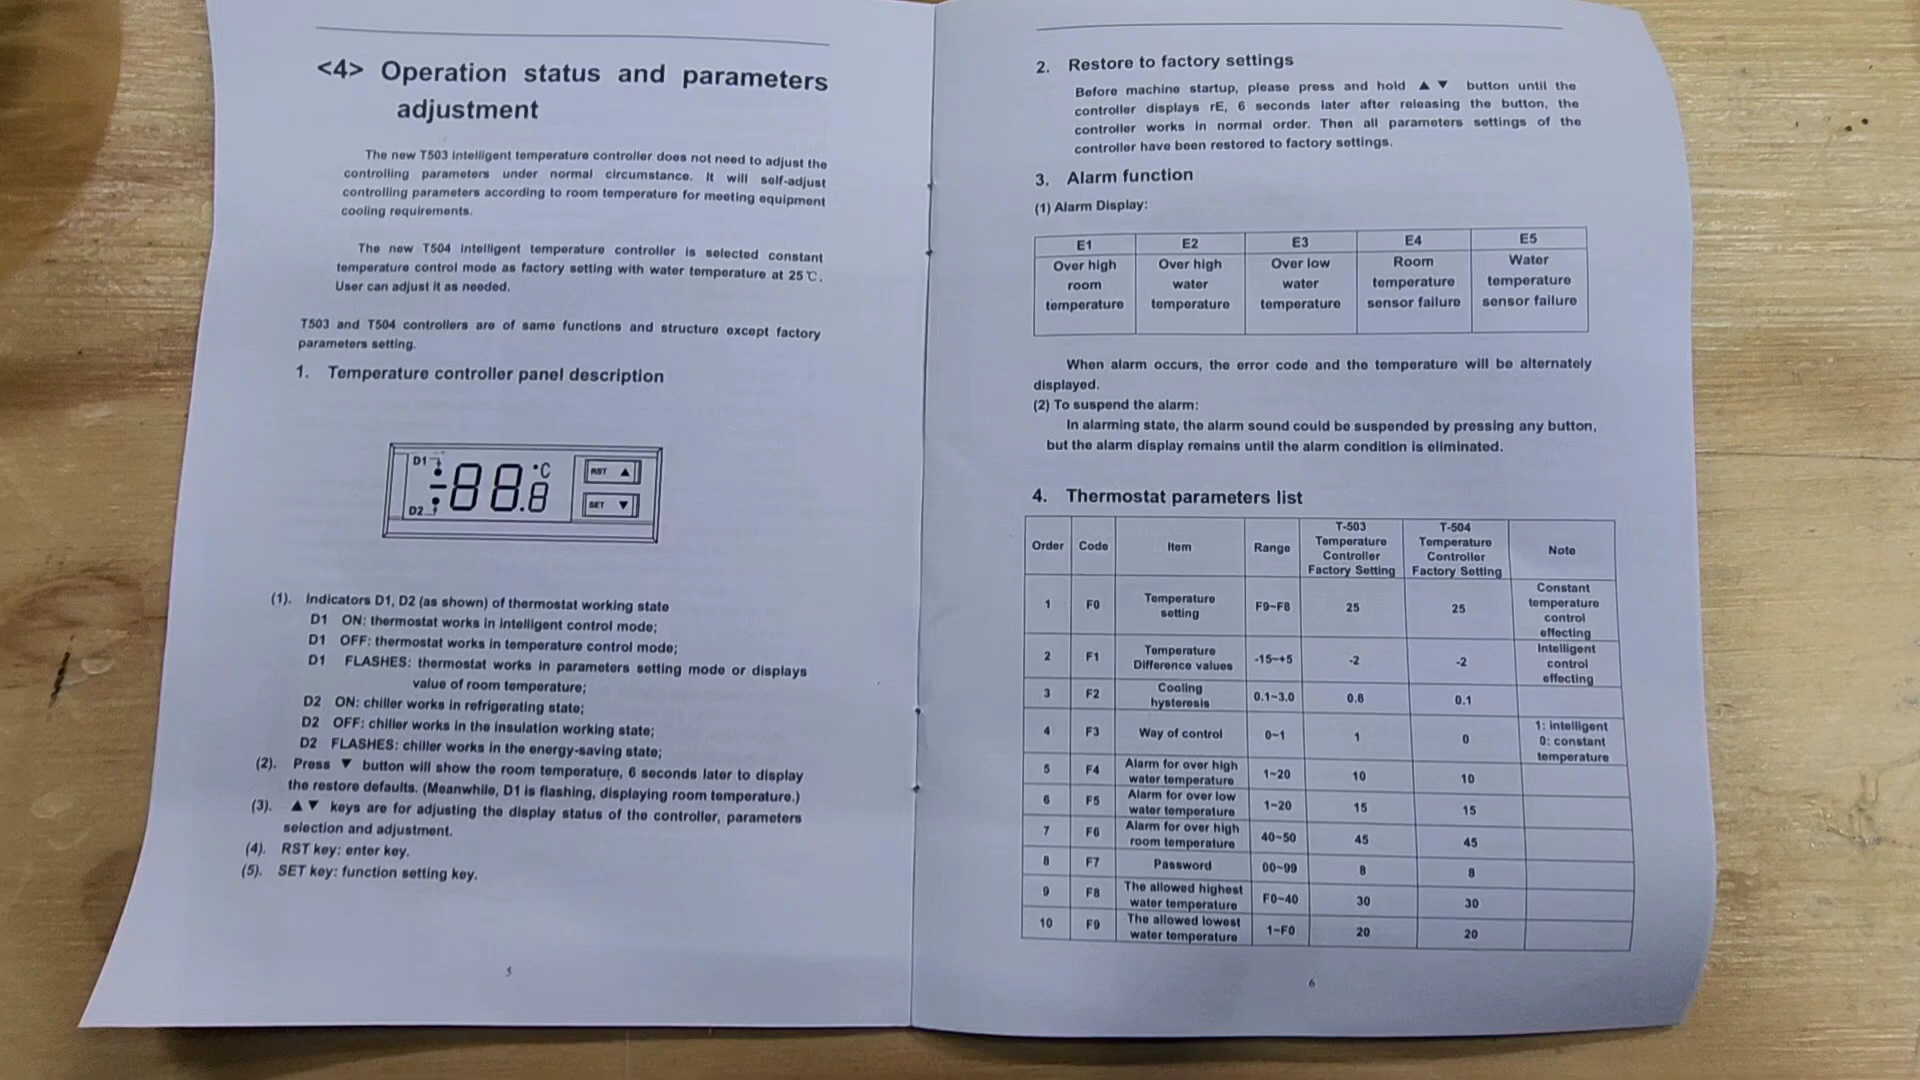 <4> Operation status and parameters
adjustment
The new T503 intelligent temperature controller does not need to adjust the
controlling parameters under normal circumstance. It will self-adjust
controlling parameters according to room temperature for meeting equipment
cooling requirements.
The new T504 intelligent temperature controller is selected constant
temperature control mode as factory setting with water temperature at 25℃.
User can adjust it as needed.
T503 and T504 controllers are of same functions and structure except factory
parameters setting.
1. Temperature controller panel description
D1
D2
-88.8 °C
RST ▲
SET ▼
(1). Indicators D1, D2 (as shown) of thermostat working state
D1 ON: thermostat works in intelligent control mode;
D1 OFF: thermostat works in temperature control mode;
D1 FLASHES: thermostat works in parameters setting mode or displays
value of room temperature;
D2 ON: chiller works in refrigerating state;
D2 OFF: chiller works in the insulation working state;
D2 FLASHES: chiller works in the energy-saving state;
(2). Press ▼ button will show the room temperature, 6 seconds later to display
the restore defaults. (Meanwhile, D1 is flashing, displaying room temperature.)
(3). ▲▼ keys are for adjusting the display status of the controller, parameters
selection and adjustment.
(4). RST key: enter key.
(5). SET key: function setting key.
5
2. Restore to factory settings
Before machine startup, please press and hold ▲▼ button until the
controller displays rE, 6 seconds later after releasing the button, the
controller works in normal order. Then all parameters settings of the
controller have been restored to factory settings.
3. Alarm function
(1) Alarm Display:
E1 E2 E3 E4 E5
Over high room temperature Over high water temperature Over low water temperature Room temperature sensor failure Water temperature sensor failure
When alarm occurs, the error code and the temperature will be alternately
displayed.
(2) To suspend the alarm:
In alarming state, the alarm sound could be suspended by pressing any button,
but the alarm display remains until the alarm condition is eliminated.
4. Thermostat parameters list
Order Code Item Range T-503 Temperature Controller Factory Setting T-504 Temperature Controller Factory Setting Note
1 F0 Temperature setting F9~F8 25 25 Constant temperature control effecting
2 F1 Temperature Difference values -15~+5 -2 -2 Intelligent control effecting
3 F2 Cooling hysteresis 0.1~3.0 0.8 0.1
4 F3 Way of control 0~1 1 0 1: intelligent 0: constant temperature
5 F4 Alarm for over high water temperature 1~20 10 10
6 F5 Alarm for over low water temperature 1~20 15 15
7 F6 Alarm for over high room temperature 40~50 45 45
8 F7 Password 00~99 8 8
9 F8 The allowed highest water temperature F0~40 30 30
10 F9 The allowed lowest water temperature 1~F0 20 20
6